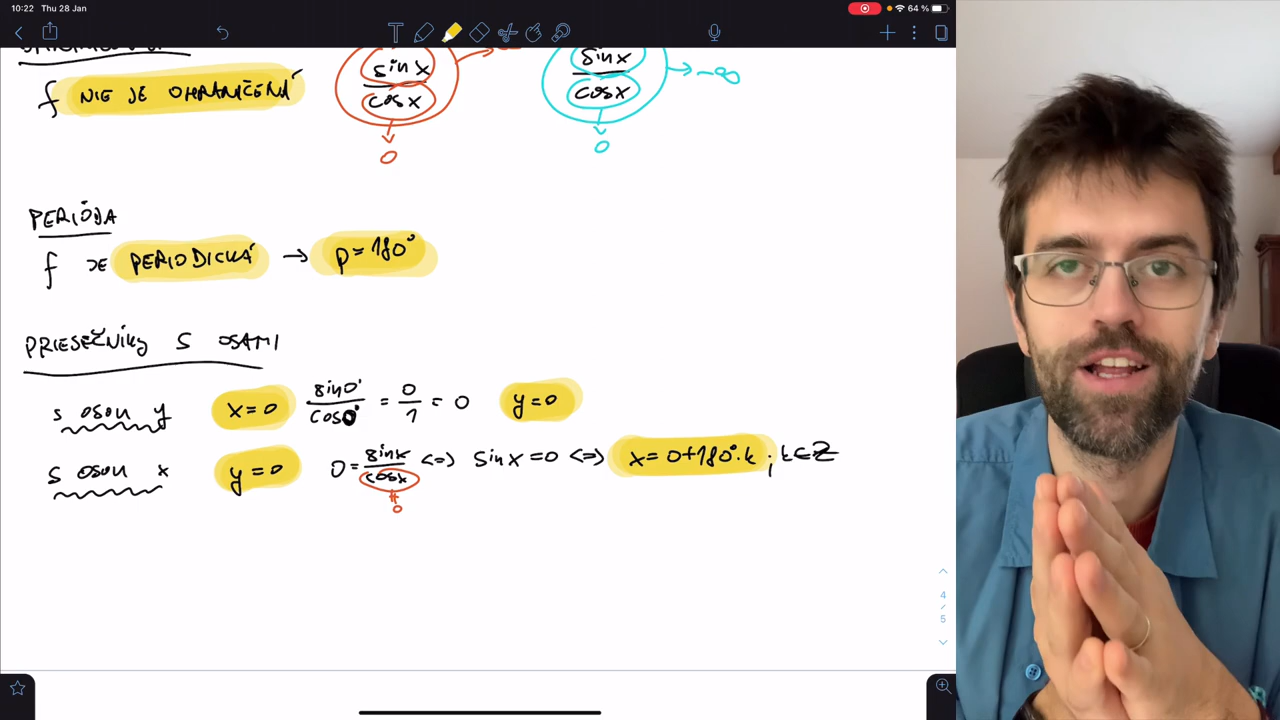 10:22 Thu 28 Jan
64 %
f NIE JE OHRANIČENÁ
sin x
cos x
0
sin x
cos x
→ -∞
0
PERIÓDA
f JE PERIODICKÁ → p = 180°
PRIESEČNÍKY S OSAMI
s osou y x = 0 sin 0° / cos 0° = 0 / 1 = 0 y = 0
s osou x y = 0 0 = sin x / cos x <=> sin x = 0 <=> x = 0 + 180°·k ; k ∈ Z
≠
0
4
/
5